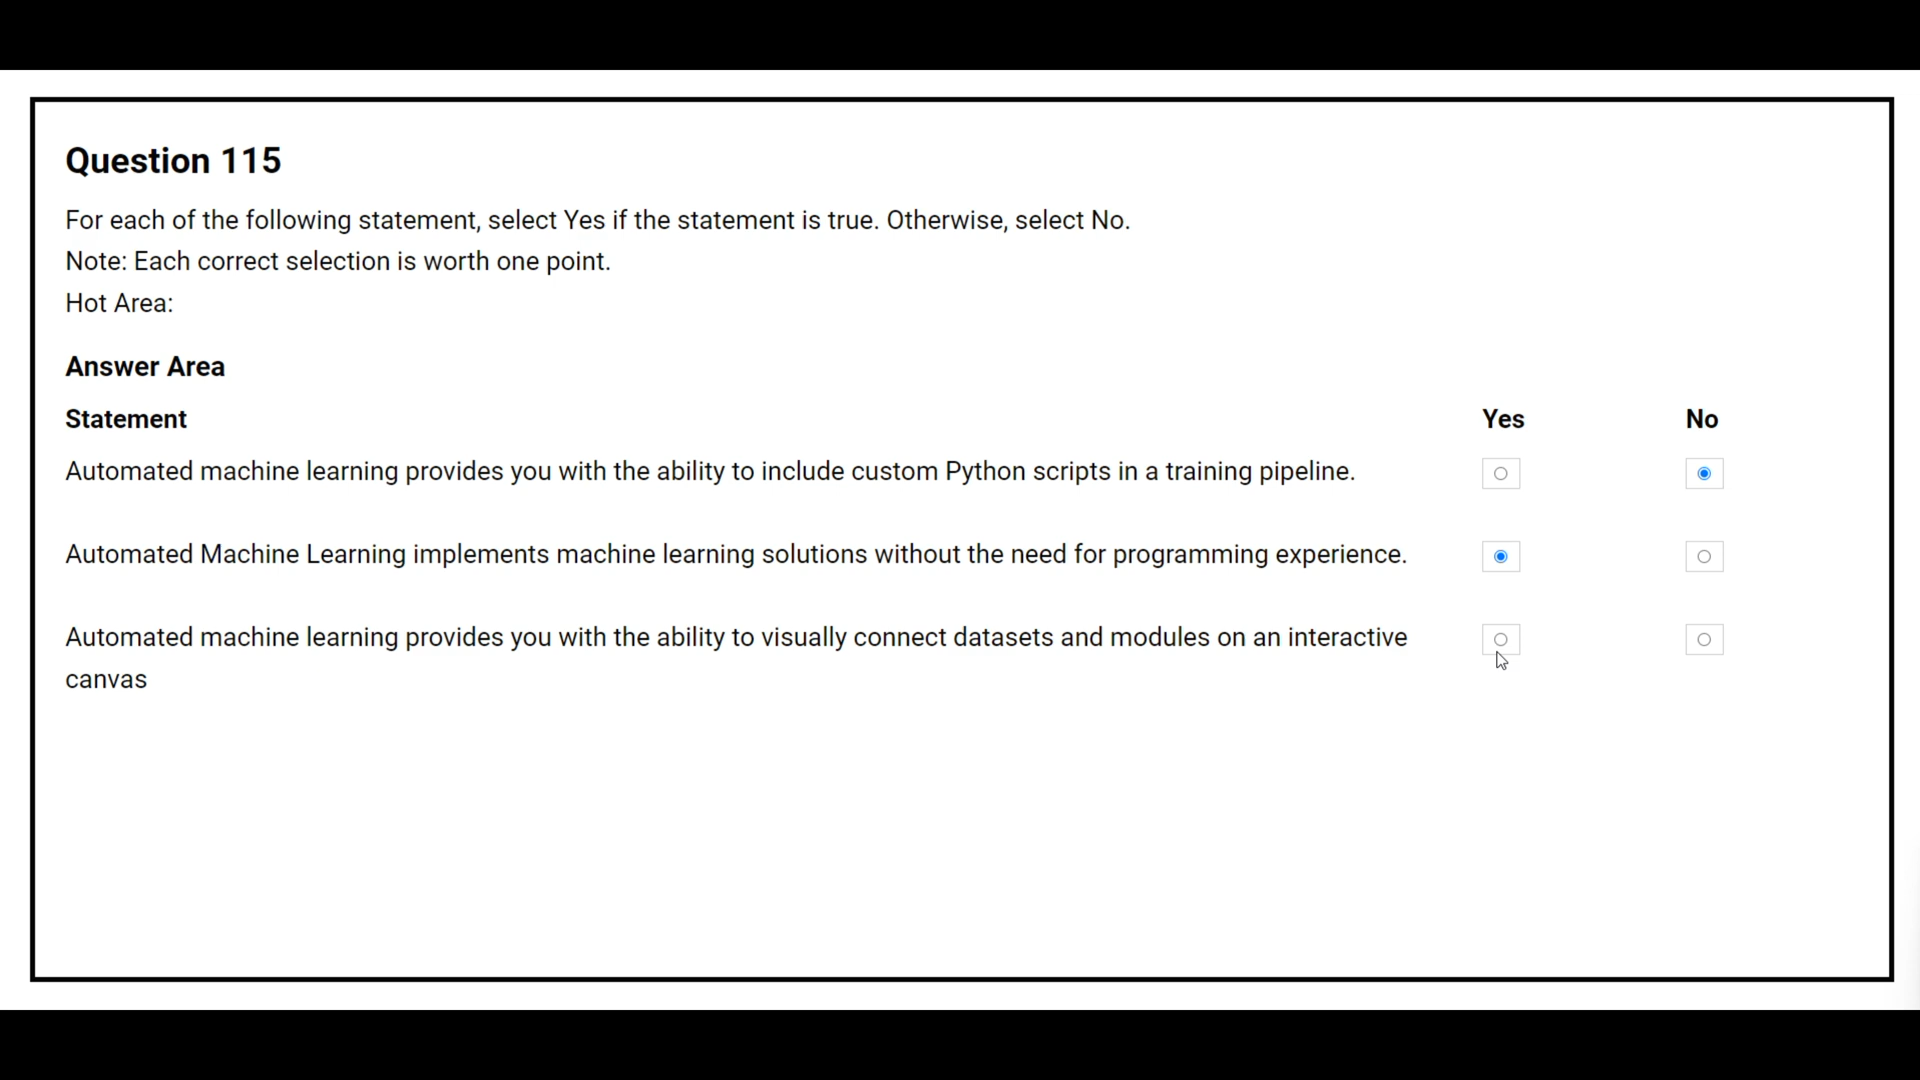 Question 115
For each of the following statement, select Yes if the statement is true. Otherwise, select No.
Note: Each correct selection is worth one point.
Hot Area:
Answer Area
Statement Yes No
Automated machine learning provides you with the ability to include custom Python scripts in a training pipeline.
Automated Machine Learning implements machine learning solutions without the need for programming experience.
Automated machine learning provides you with the ability to visually connect datasets and modules on an interactive
canvas